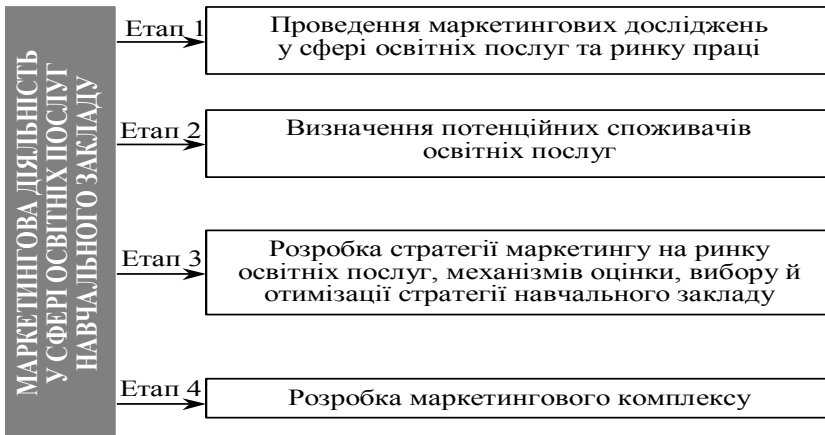 МАРКЕТИНГОВА ДІЯЛЬНІСТЬ
У СФЕРІ ОСВІТНІХ ПОСЛУГ
НАВЧАЛЬНОГО ЗАКЛАДУ
Етап 1
Проведення маркетингових досліджень
у сфері освітніх послуг та ринку праці
Етап 2
Визначення потенційних споживачів
освітніх послуг
Етап 3
Розробка стратегії маркетингу на ринку
освітніх послуг, механізмів оцінки, вибору й
отимізації стратегії навчального закладу
Етап 4
Розробка маркетингового комплексу